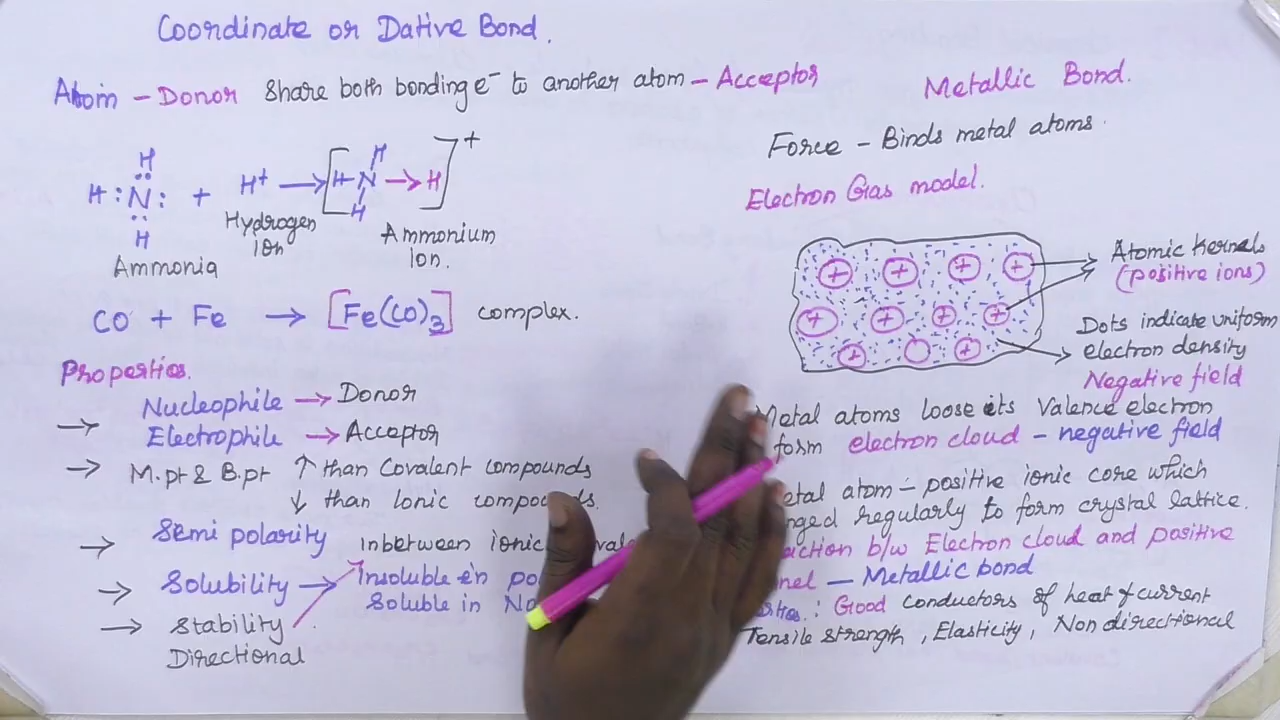 Coordinate or Dative Bond.
Atom - Donor share both bonding e⁻ to another atom - Acceptor
H
H : N : + H⁺ → [H - N → H]⁺
H
H
H
Hydrogen Ion
Ammonium Ion.
Ammonia
CO + Fe → [Fe(CO)3] complex.
Properties.
→ Nucleophile → Donor
Electrophile → Acceptor
→ M.pt & B.pt ↑ than Covalent compounds
↓ than Ionic compounds.
→ Semi polarity inbetween ionic
→ Solubility → Insoluble in
Soluble in
→ Stability
Directional
Metallic Bond.
Force - Binds metal atoms.
Electron Gas model.
+ + + +
+ + + +
+ +
Atomic kernels
(positive ions)
Dots indicate uniform
electron density
Negative field
Metal atoms loose its Valence electron
form electron cloud - negative field
atom - positive ionic core which
regularly to form crystal lattice.
b/w Electron cloud and positive
- Metallic bond
: Good conductors of heat & current
Tensile strength, Elasticity, Non directional